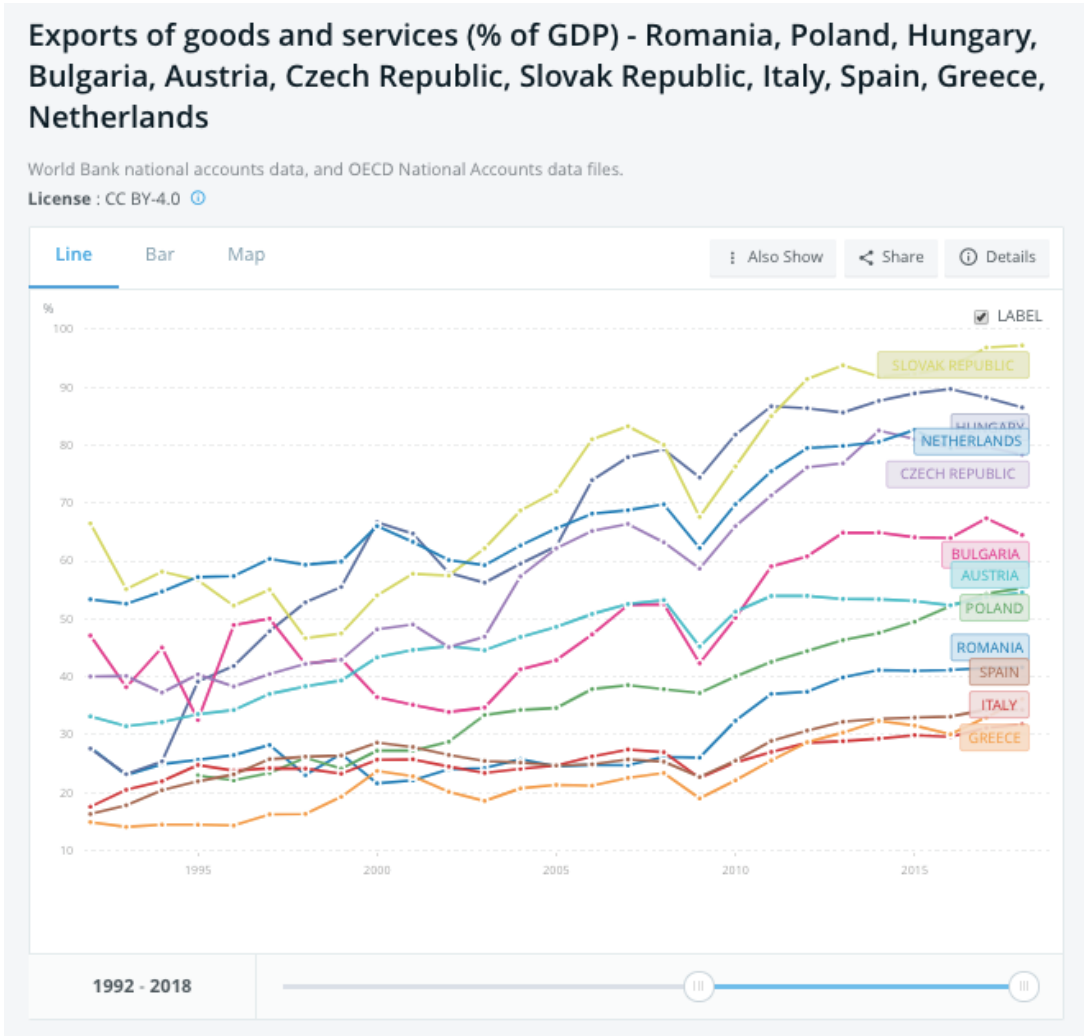 Exports of goods and services (% of GDP) - Romania, Poland, Hungary,
Bulgaria, Austria, Czech Republic, Slovak Republic, Italy, Spain, Greece,
Netherlands
World Bank national accounts data, and OECD National Accounts data files.
License : CC BY-4.0
Line
Bar
Map
Also Show
Share
Details
%
LABEL
100
90
80
70
60
50
40
30
20
10
SLOVAK REPUBLIC
HUNGARY
NETHERLANDS
CZECH REPUBLIC
BULGARIA
AUSTRIA
POLAND
ROMANIA
SPAIN
ITALY
GREECE
1995
2000
2005
2010
2015
1992 - 2018